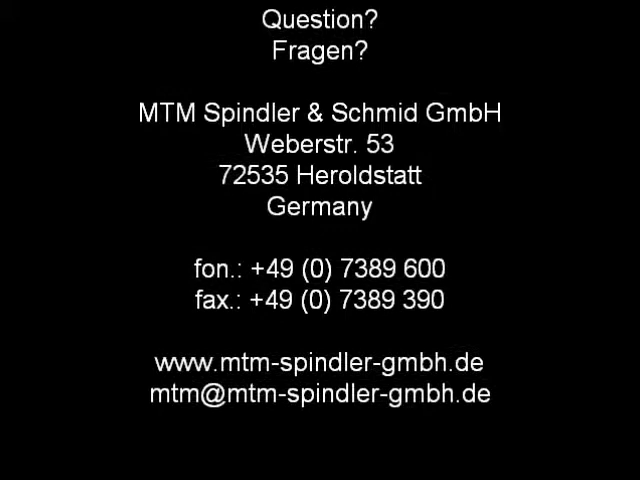 Question?
Fragen?
MTM Spindler & Schmid GmbH
Weberstr. 53
72535 Heroldstatt
Germany
fon.: +49 (0) 7389 600
fax.: +49 (0) 7389 390
www.mtm-spindler-gmbh.de
mtm@mtm-spindler-gmbh.de